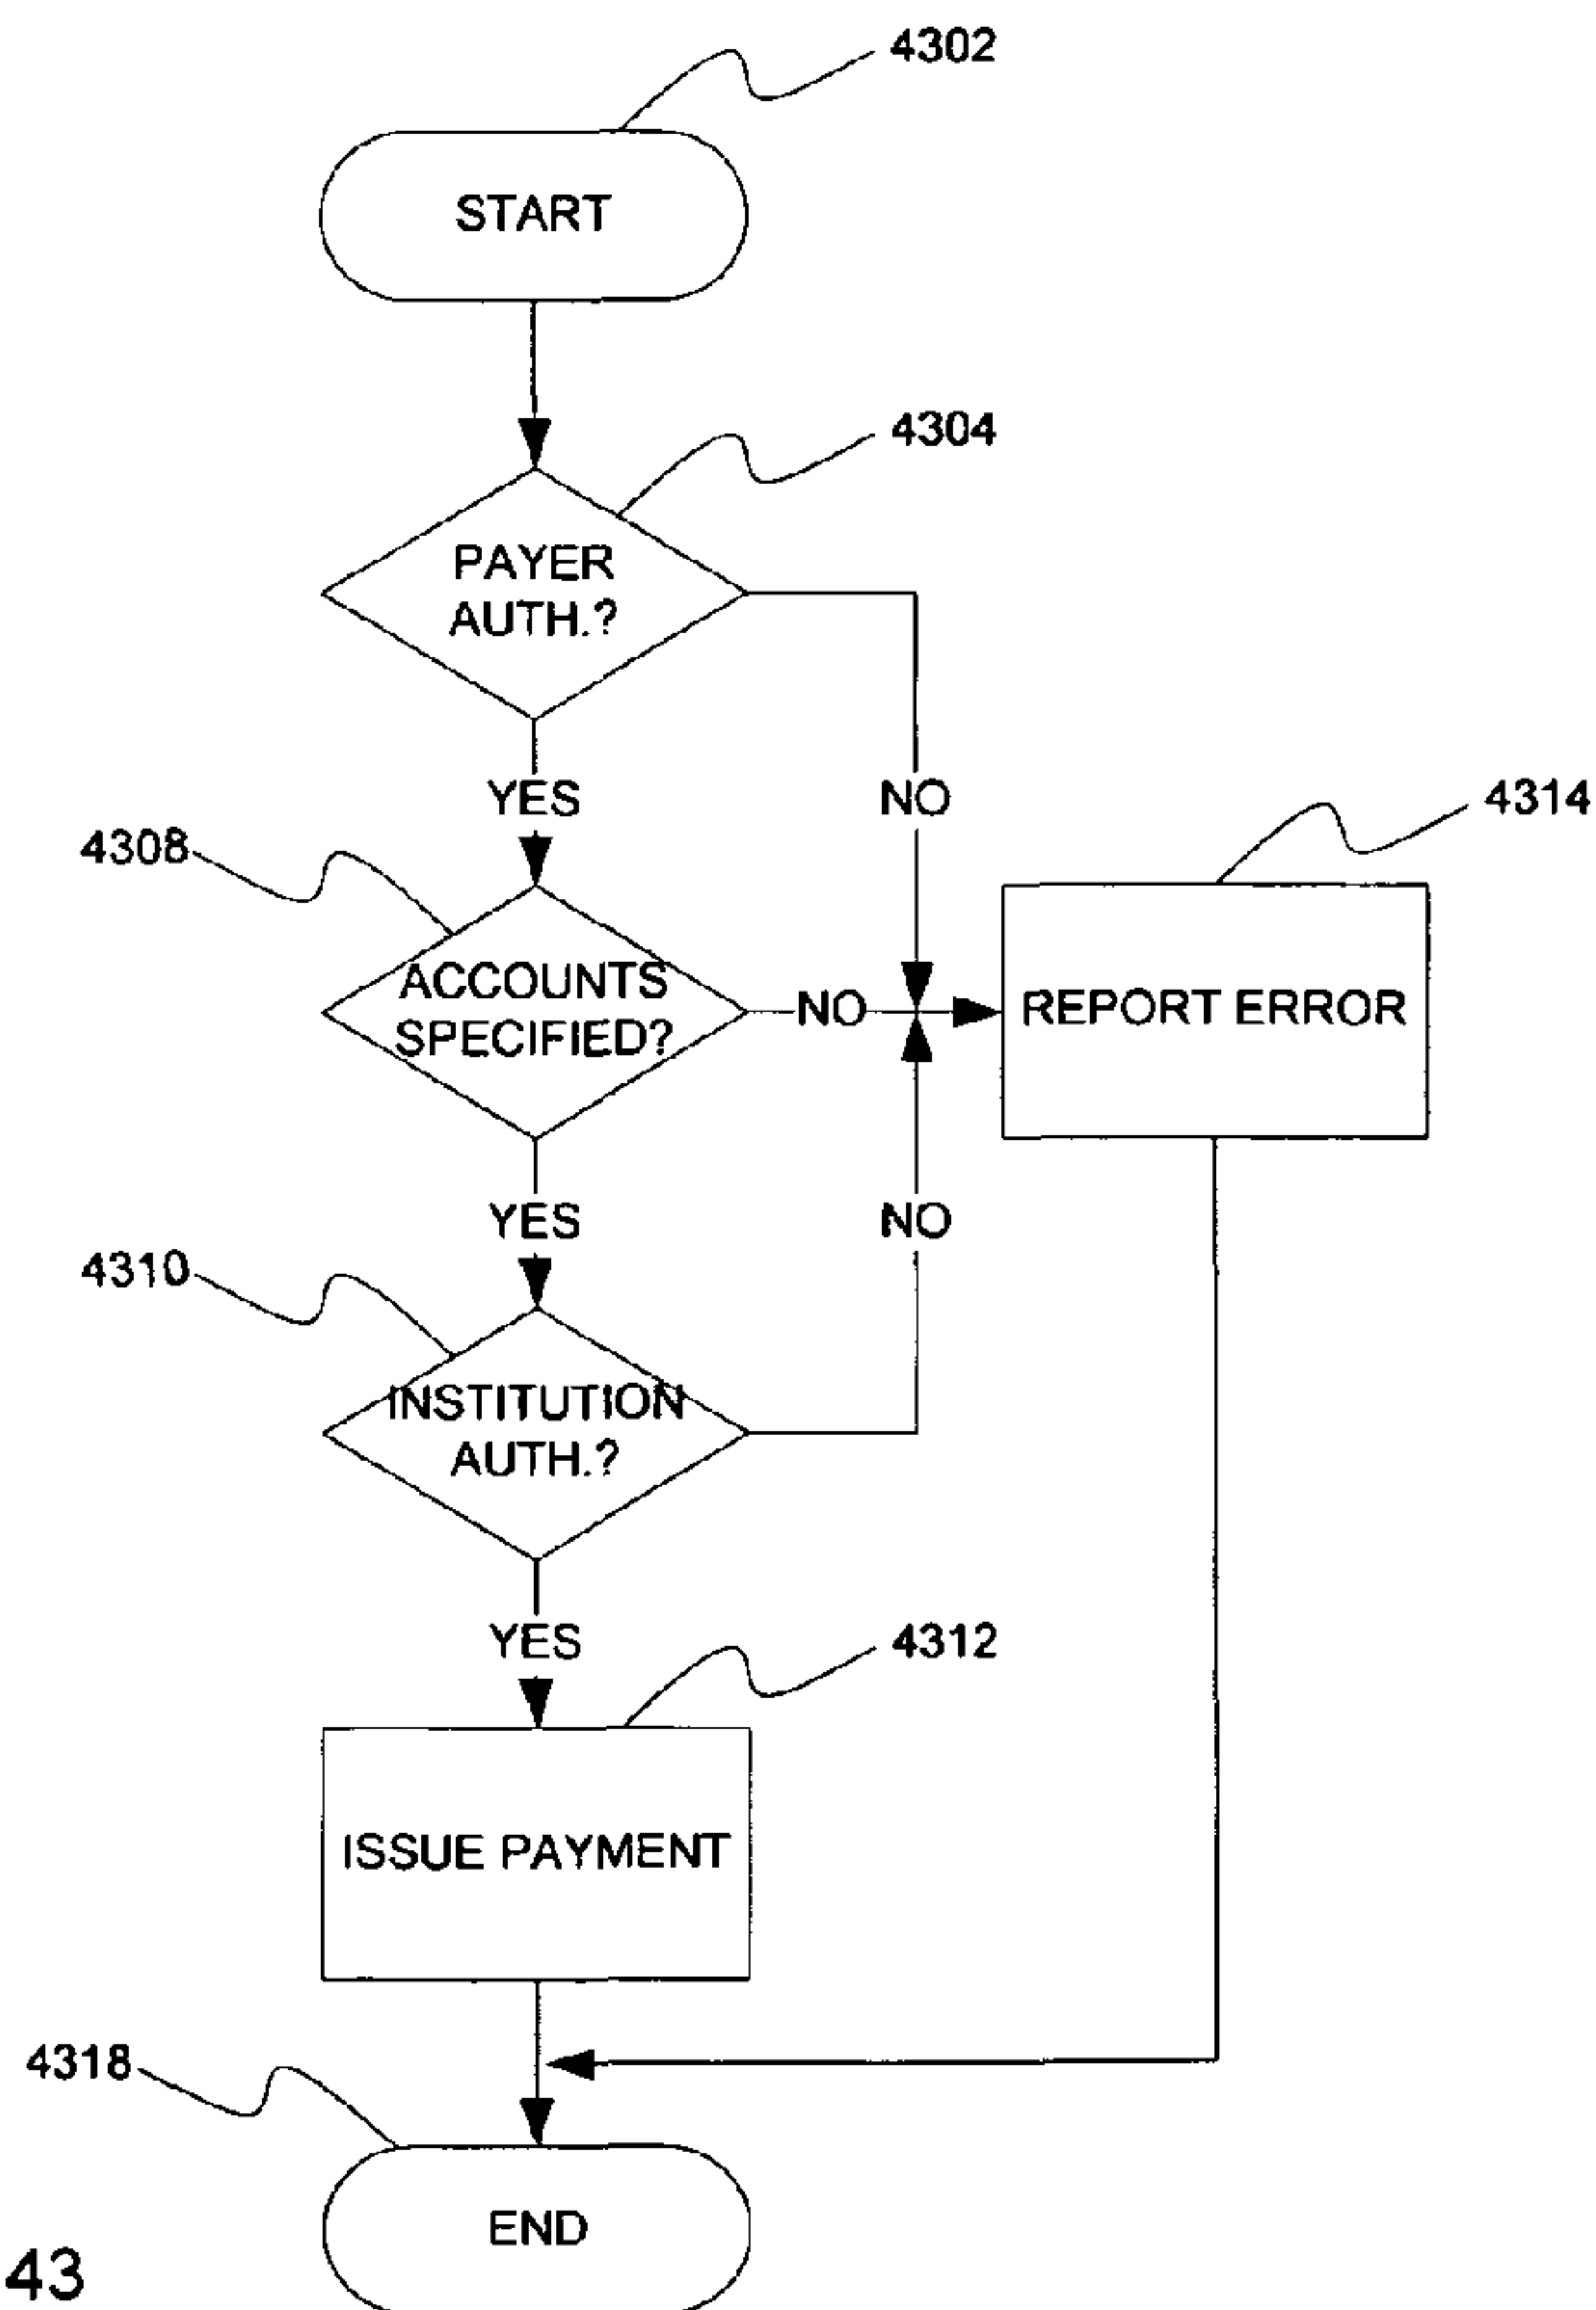 4302
START
4304
PAYER
AUTH.?
YES
NO
4314
4308
ACCOUNTS
SPECIFIED?
NO
REPORT ERROR
YES
NO
4310
INSTITUTION
AUTH.?
YES
4312
ISSUE PAYMENT
4318
END
43